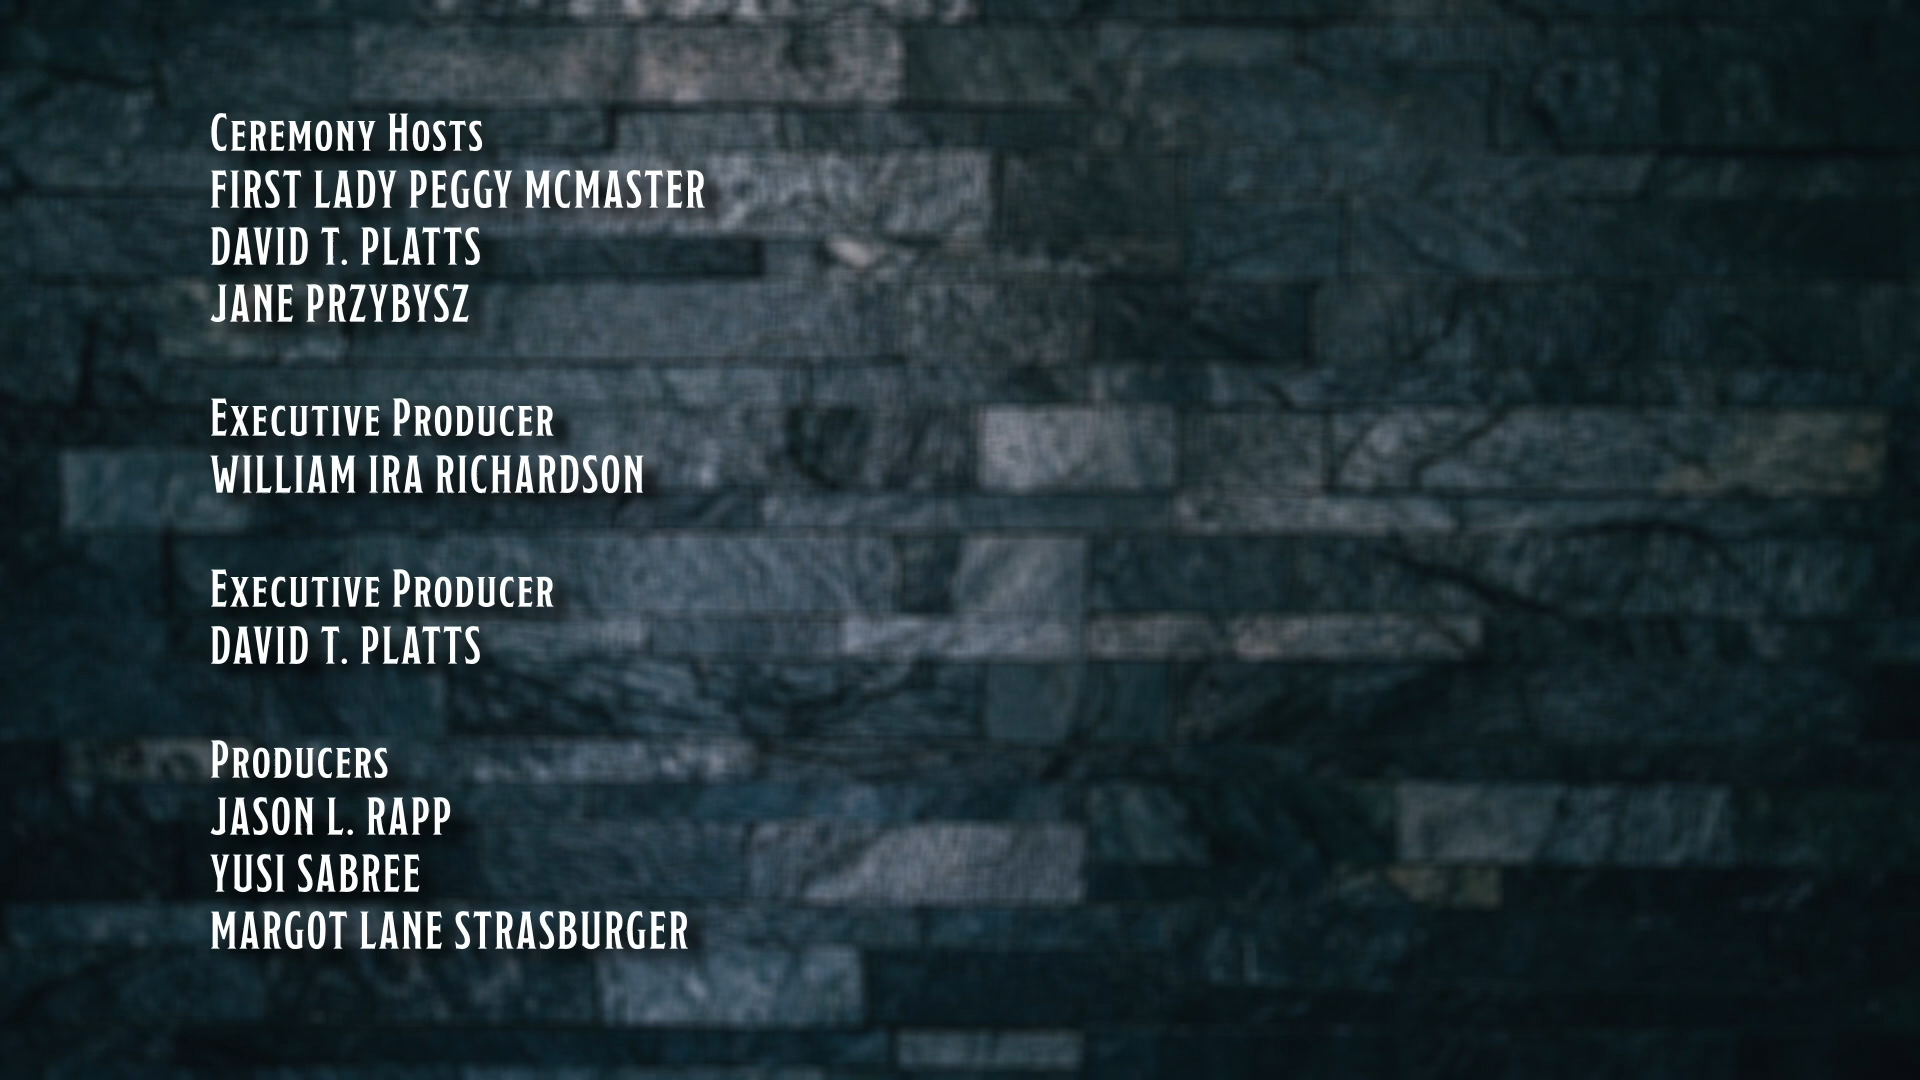 Ceremony Hosts
FIRST LADY PEGGY MCMASTER
DAVID T. PLATTS
JANE PRZYBYSZ
Executive Producer
WILLIAM IRA RICHARDSON
Executive Producer
DAVID T. PLATTS
Producers
JASON L. RAPP
YUSI SABREE
MARGOT LANE STRASBURGER